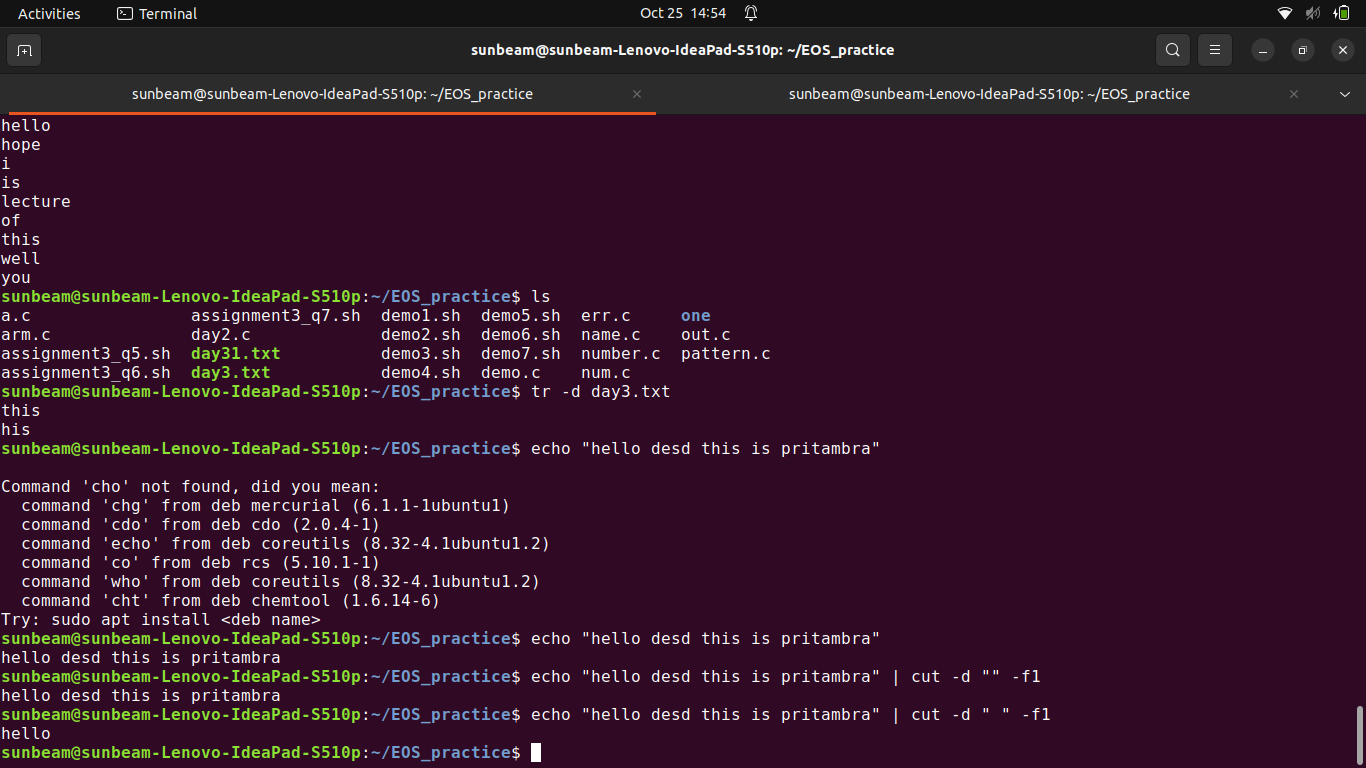 Activities Terminal Oct 25 14:54
sunbeam@sunbeam-Lenovo-IdeaPad-S510p: ~/EOS_practice
sunbeam@sunbeam-Lenovo-IdeaPad-S510p: ~/EOS_practice sunbeam@sunbeam-Lenovo-IdeaPad-S510p: ~/EOS_practice
hello
hope
i
is
lecture
of
this
well
you
sunbeam@sunbeam-Lenovo-IdeaPad-S510p:~/EOS_practice$ ls
a.c                 assignment3_q7.sh  demo1.sh  demo5.sh  err.c     one
arm.c               day2.c             demo2.sh  demo6.sh  name.c    out.c
assignment3_q5.sh  day31.txt          demo3.sh  demo7.sh  number.c  pattern.c
assignment3_q6.sh  day3.txt           demo4.sh  demo.c    num.c
sunbeam@sunbeam-Lenovo-IdeaPad-S510p:~/EOS_practice$ tr -d day3.txt
this
his
sunbeam@sunbeam-Lenovo-IdeaPad-S510p:~/EOS_practice$ echo "hello desd this is pritambra"
Command 'cho' not found, did you mean:
  command 'chg' from deb mercurial (6.1.1-1ubuntu1)
  command 'cdo' from deb cdo (2.0.4-1)
  command 'echo' from deb coreutils (8.32-4.1ubuntu1.2)
  command 'co' from deb rcs (5.10.1-1)
  command 'who' from deb coreutils (8.32-4.1ubuntu1.2)
  command 'cht' from deb chemtool (1.6.14-6)
Try: sudo apt install <deb name>
sunbeam@sunbeam-Lenovo-IdeaPad-S510p:~/EOS_practice$ echo "hello desd this is pritambra"
hello desd this is pritambra
sunbeam@sunbeam-Lenovo-IdeaPad-S510p:~/EOS_practice$ echo "hello desd this is pritambra" | cut -d "" -f1
hello desd this is pritambra
sunbeam@sunbeam-Lenovo-IdeaPad-S510p:~/EOS_practice$ echo "hello desd this is pritambra" | cut -d " " -f1
hello
sunbeam@sunbeam-Lenovo-IdeaPad-S510p:~/EOS_practice$